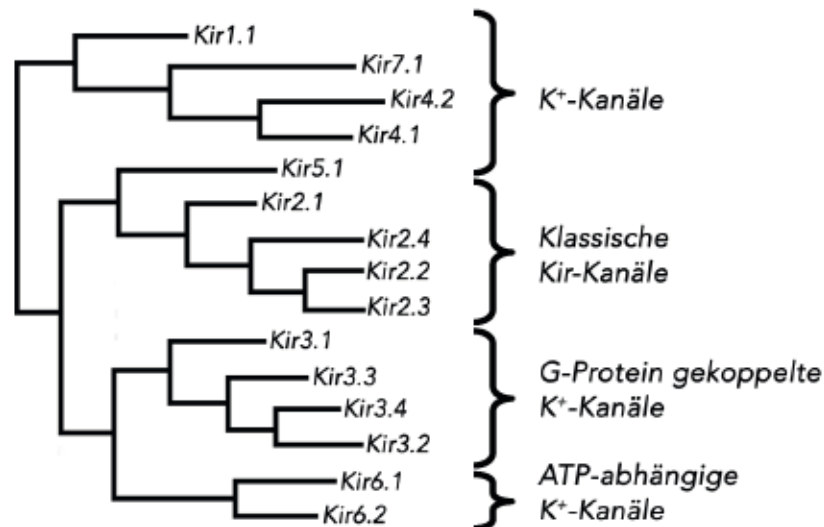 Kir1.1
Kir7.1
Kir4.2
Kir4.1
K⁺-Kanäle
Kir5.1
Kir2.1
Kir2.4
Kir2.2
Kir2.3
Klassische
Kir-Kanäle
Kir3.1
Kir3.3
Kir3.4
Kir3.2
G-Protein gekoppelte
K⁺-Kanäle
Kir6.1
Kir6.2
ATP-abhängige
K⁺-Kanäle